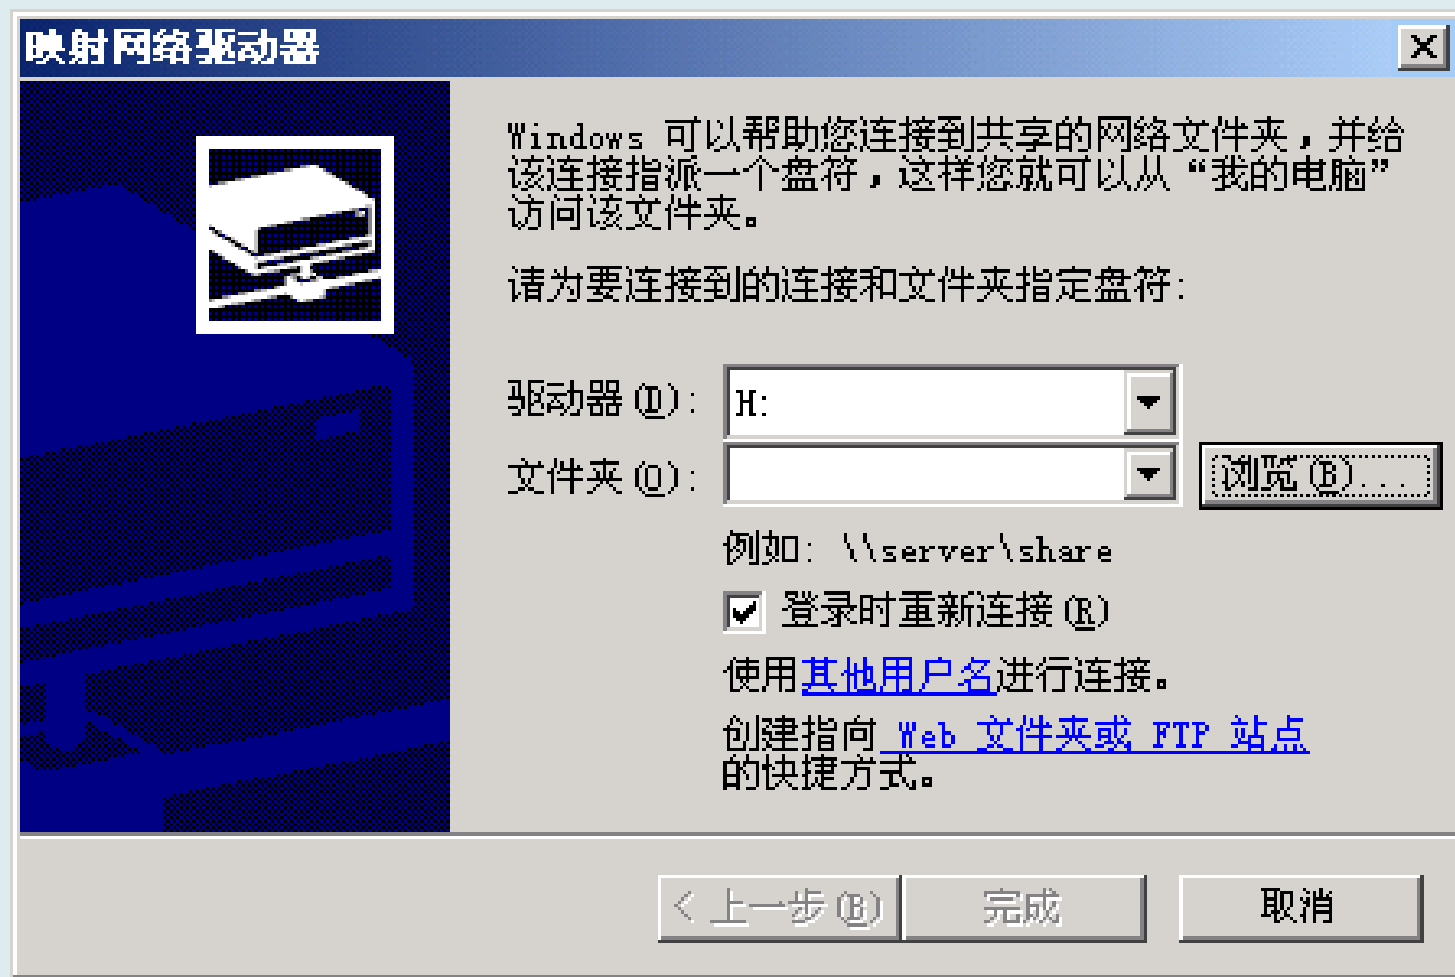 映射网络驱动器
Windows 可以帮助您连接到共享的网络文件夹，并给
该连接指派一个盘符，这样您就可以从“我的电脑”
访问该文件夹。
请为要连接到的连接和文件夹指定盘符:
驱动器(D): H:
文件夹(O): 浏览(B)...
例如: \\server\share
登录时重新连接(R)
使用其他用户名进行连接。
创建指向 Web 文件夹或 FTP 站点
的快捷方式。
< 上一步(B) 完成 取消